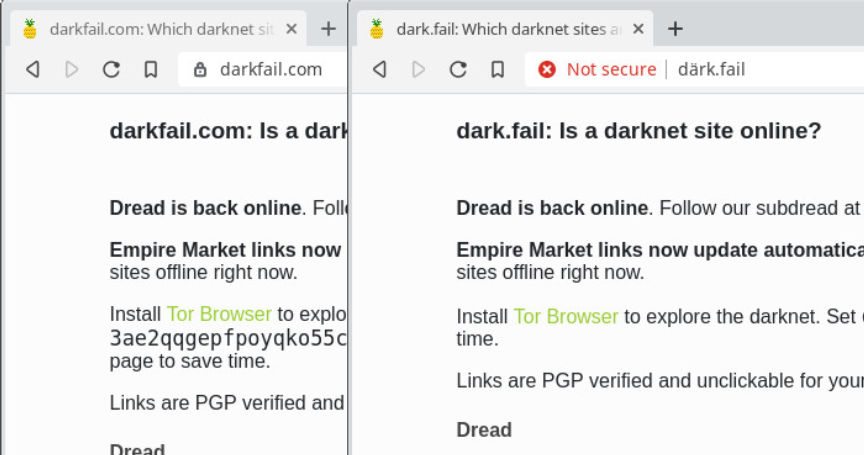 darkfail.com: Which darknet sit
darkfail.com
darkfail.com: Is a dark
Dread is back online. Follo
Empire Market links now
sites offline right now.
Install Tor Browser to explo
3ae2qqgepfpoyqko55c
page to save time.
Links are PGP verified and
Dread
dark.fail: Which darknet sites a
Not secure därk.fail
dark.fail: Is a darknet site online?
Dread is back online. Follow our subdread at
Empire Market links now update automatica
sites offline right now.
Install Tor Browser to explore the darknet. Set
time.
Links are PGP verified and unclickable for your
Dread